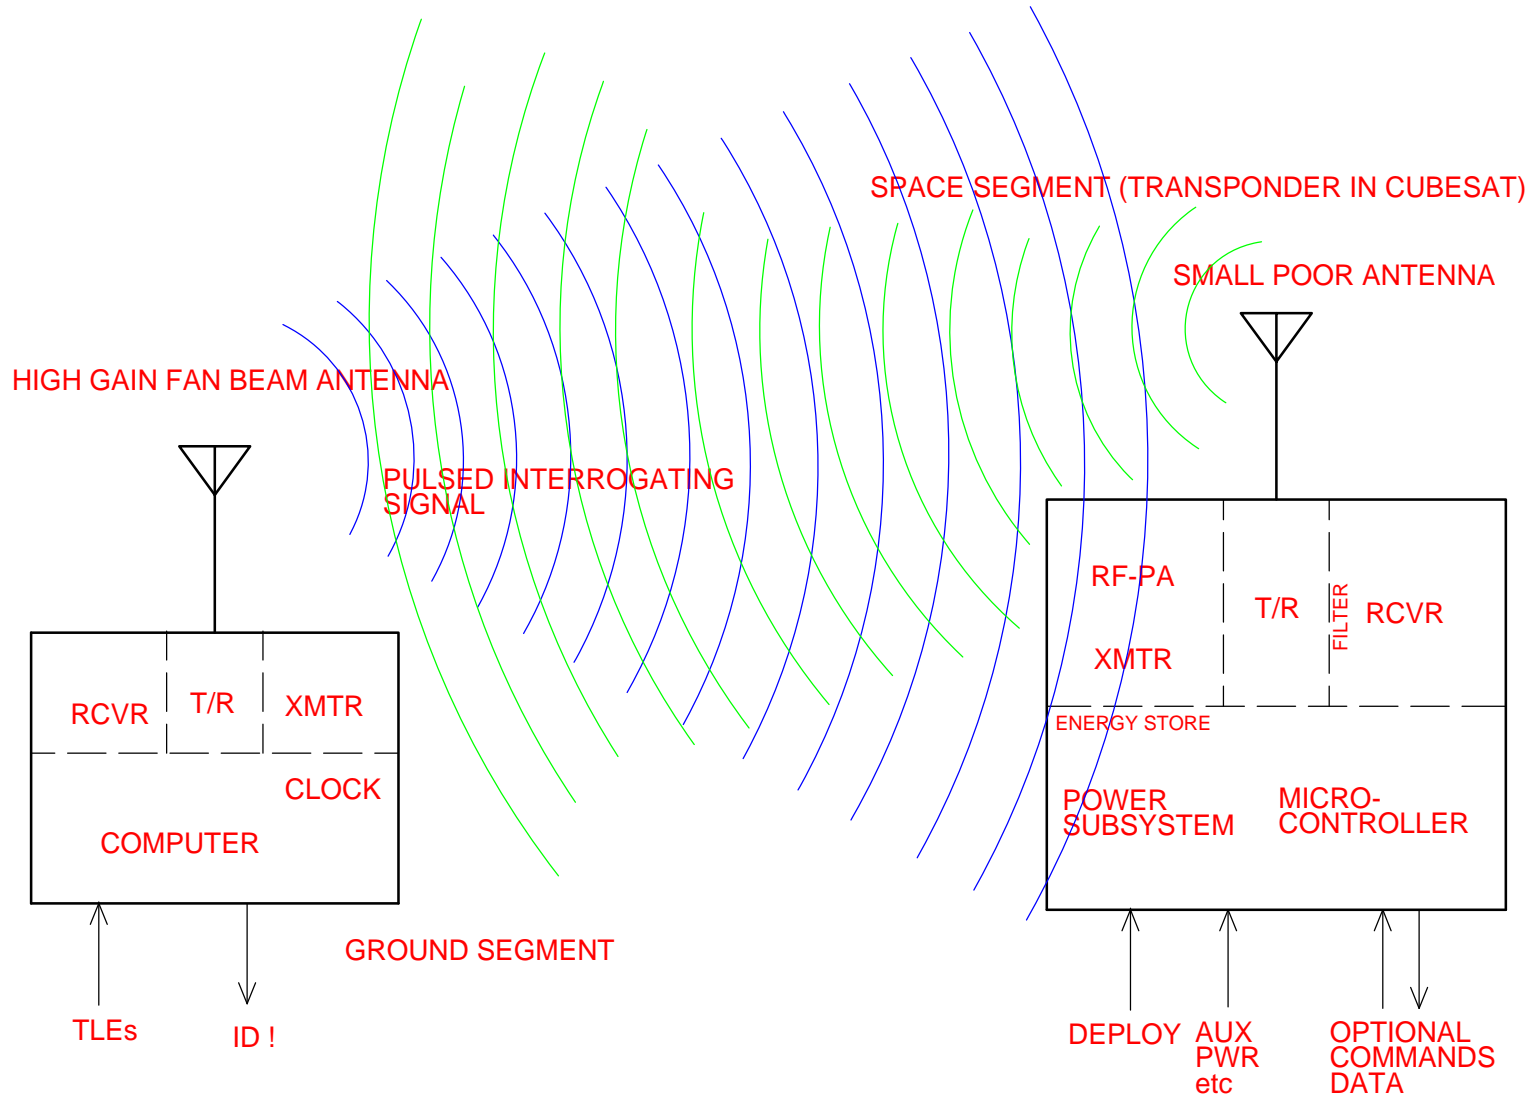 SPACE SEGMENT (TRANSPONDER IN CUBESAT)
SMALL POOR ANTENNA
HIGH GAIN FAN BEAM ANTENNA
PULSED INTERROGATING
SIGNAL
RCVR
T/R
XMTR
CLOCK
COMPUTER
GROUND SEGMENT
TLEs
ID !
RF-PA
XMTR
T/R
FILTER
RCVR
ENERGY STORE
POWER
SUBSYSTEM
MICRO-
CONTROLLER
DEPLOY
AUX
PWR
etc
OPTIONAL
COMMANDS
DATA